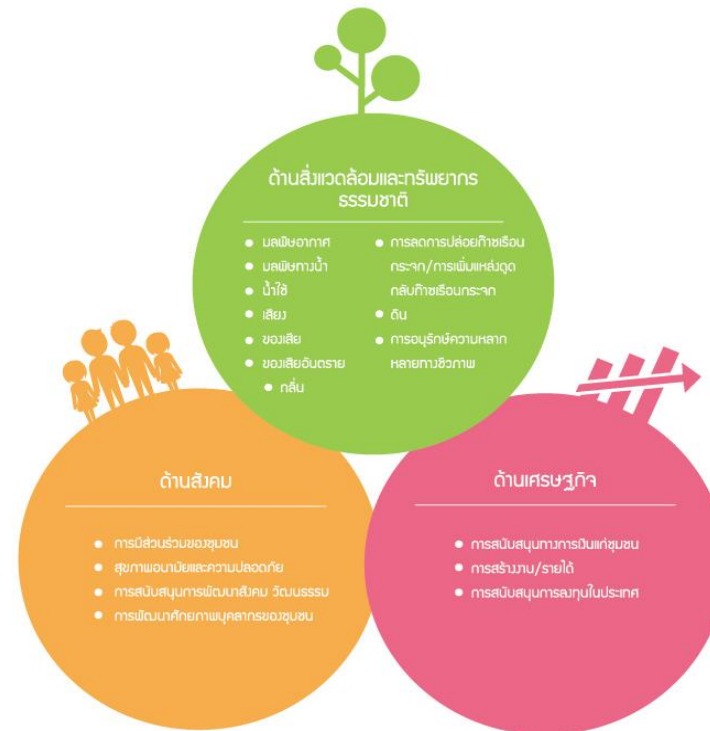 ด้านสิ่งแวดล้อมและทรัพยากร
ธรรมชาติ
มลพิษอากาศ
มลพิษทางน้ำ
น้ำใช้
เสียง
ของเสีย
ของเสียอันตราย
กลิ่น
การลดการปล่อยก๊าซเรือน
กระจก/การเพิ่มแหล่งดูด
กลับก๊าซเรือนกระจก
ดิน
การอนุรักษ์ความหลาก
หลายทางชีวภาพ
ด้านสังคม
การมีส่วนร่วมของชุมชน
สุขภาพอนามัยและความปลอดภัย
การสนับสนุนการพัฒนาสังคม วัฒนธรรม
การพัฒนาศักยภาพบุคลากรของชุมชน
ด้านเศรษฐกิจ
การสนับสนุนทางการเงินแก่ชุมชน
การสร้างงาน/รายได้
การสนับสนุนการลงทุนในประเทศ